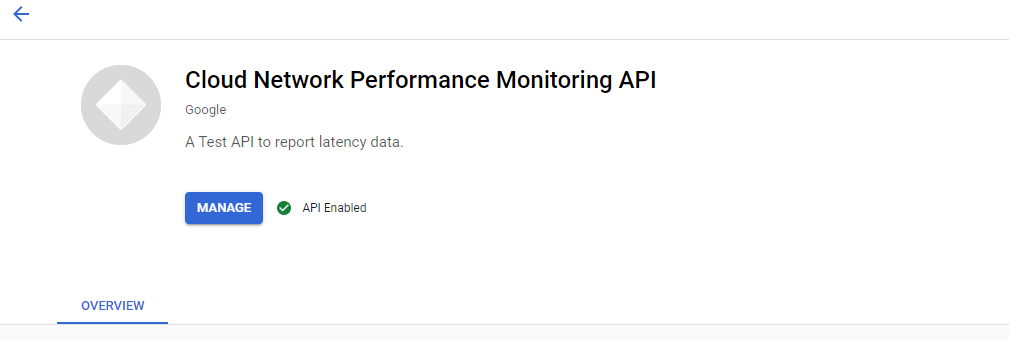 Cloud Network Performance Monitoring API
Google
A Test API to report latency data.
MANAGE API Enabled
OVERVIEW